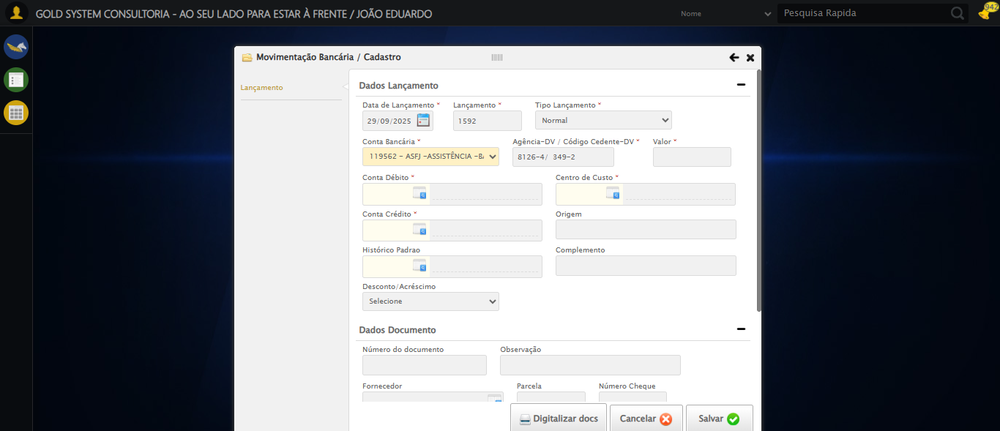 GOLD SYSTEM CONSULTORIA - AO SEU LADO PARA ESTAR À FRENTE / JOÃO EDUARDO
Nome
Pesquisa Rapida
942
Movimentação Bancária / Cadastro
Lançamento
Dados Lançamento
Data de Lançamento * Lançamento * Tipo Lançamento *
29/09/2025 1592 Normal
Conta Bancária * Agência-DV / Código Cedente-DV * Valor *
119562 - ASFJ -ASSISTÊNCIA -BA 8126-4/ 349-2
Conta Débito * Centro de Custo *
Conta Crédito * Origem
Histórico Padrao Complemento
Desconto/Acréscimo
Selecione
Dados Documento
Número do documento Observação
Fornecedor Parcela Número Cheque
Digitalizar docs Cancelar Salvar